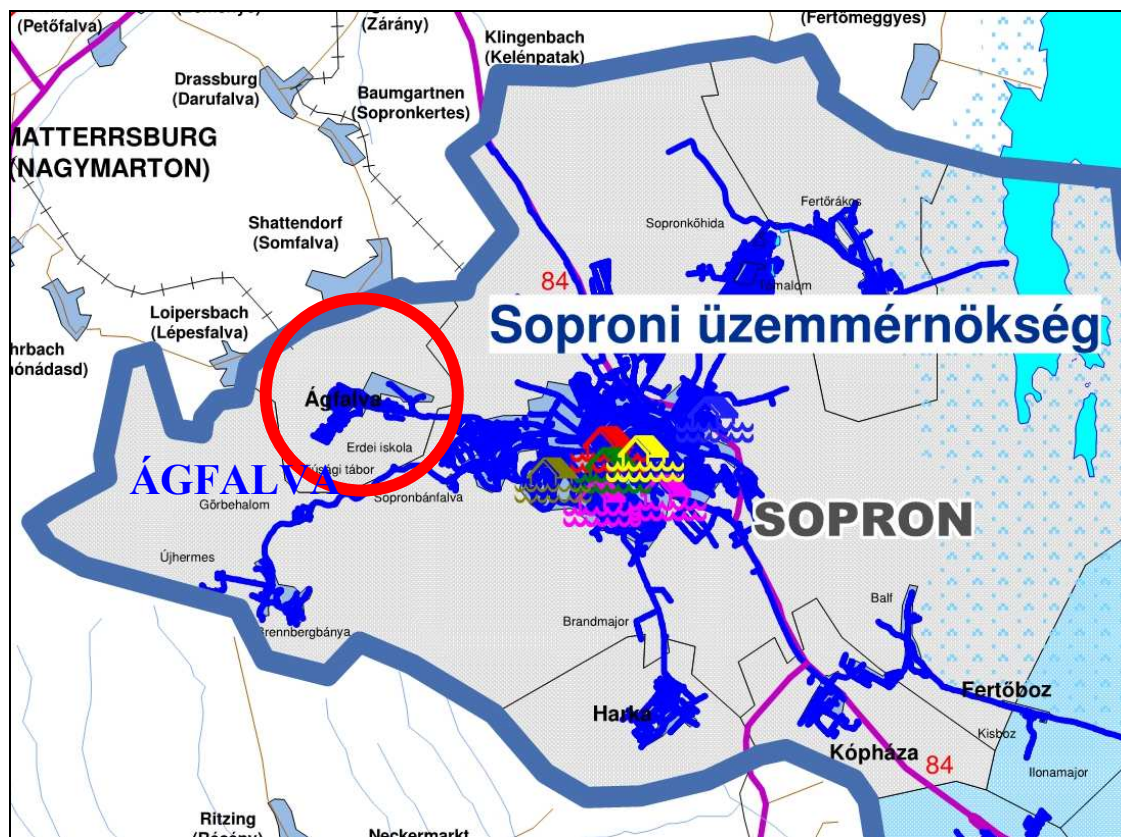 (Petőfalva)
(Zárány)
(Fertőmeggyes)
Klingenbach
(Kelénpatak)
Drassburg
(Darufalva)
Baumgartnen
(Sopronkertes)
MATTERRSBURG
(NAGYMARTON)
Shattendorf
(Somfalva)
Sopronkőhida
Fertőrákos
Tómalom
84
Loipersbach
(Lépesfalva)
Soproni üzemmérnökség
Ágfalva
Erdei iskola
tábor
ÁGFALVA
Sopronbánfalva
Görbehalom
SOPRON
Újhermes
Brennbergbánya
Brandmajor
Balf
Harka
Fertőboz
Kisboz
Kópháza
84
Ilonamajor
Ritzing
Neckermarkt